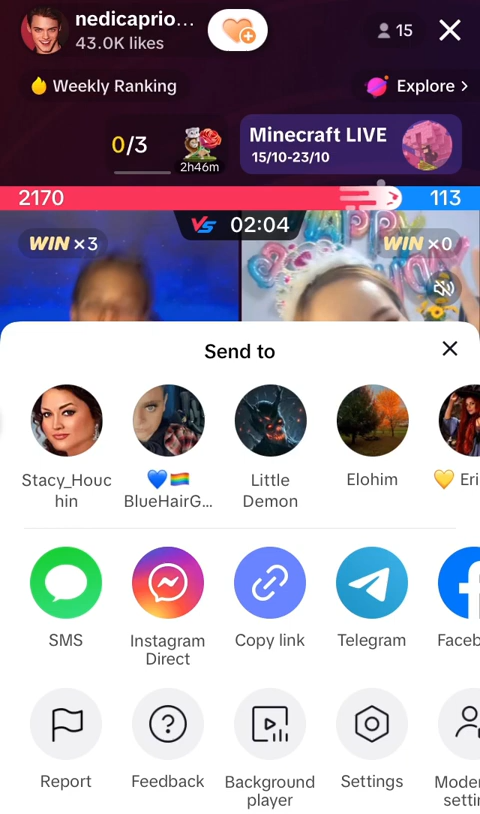 nedicaprio...
43.0K likes
15
Weekly Ranking
Explore
0/3
2h46m
Minecraft LIVE
15/10-23/10
2170
113
VS 02:04
WIN ×3
WIN ×0
Send to
Stacy_Houc
hin
💙🏳️‍🌈
BlueHairG...
Little
Demon
Elohim
💛 Eri
SMS
Instagram
Direct
Copy link
Telegram
Faceb
Report
Feedback
Background
player
Settings
Moder
settin